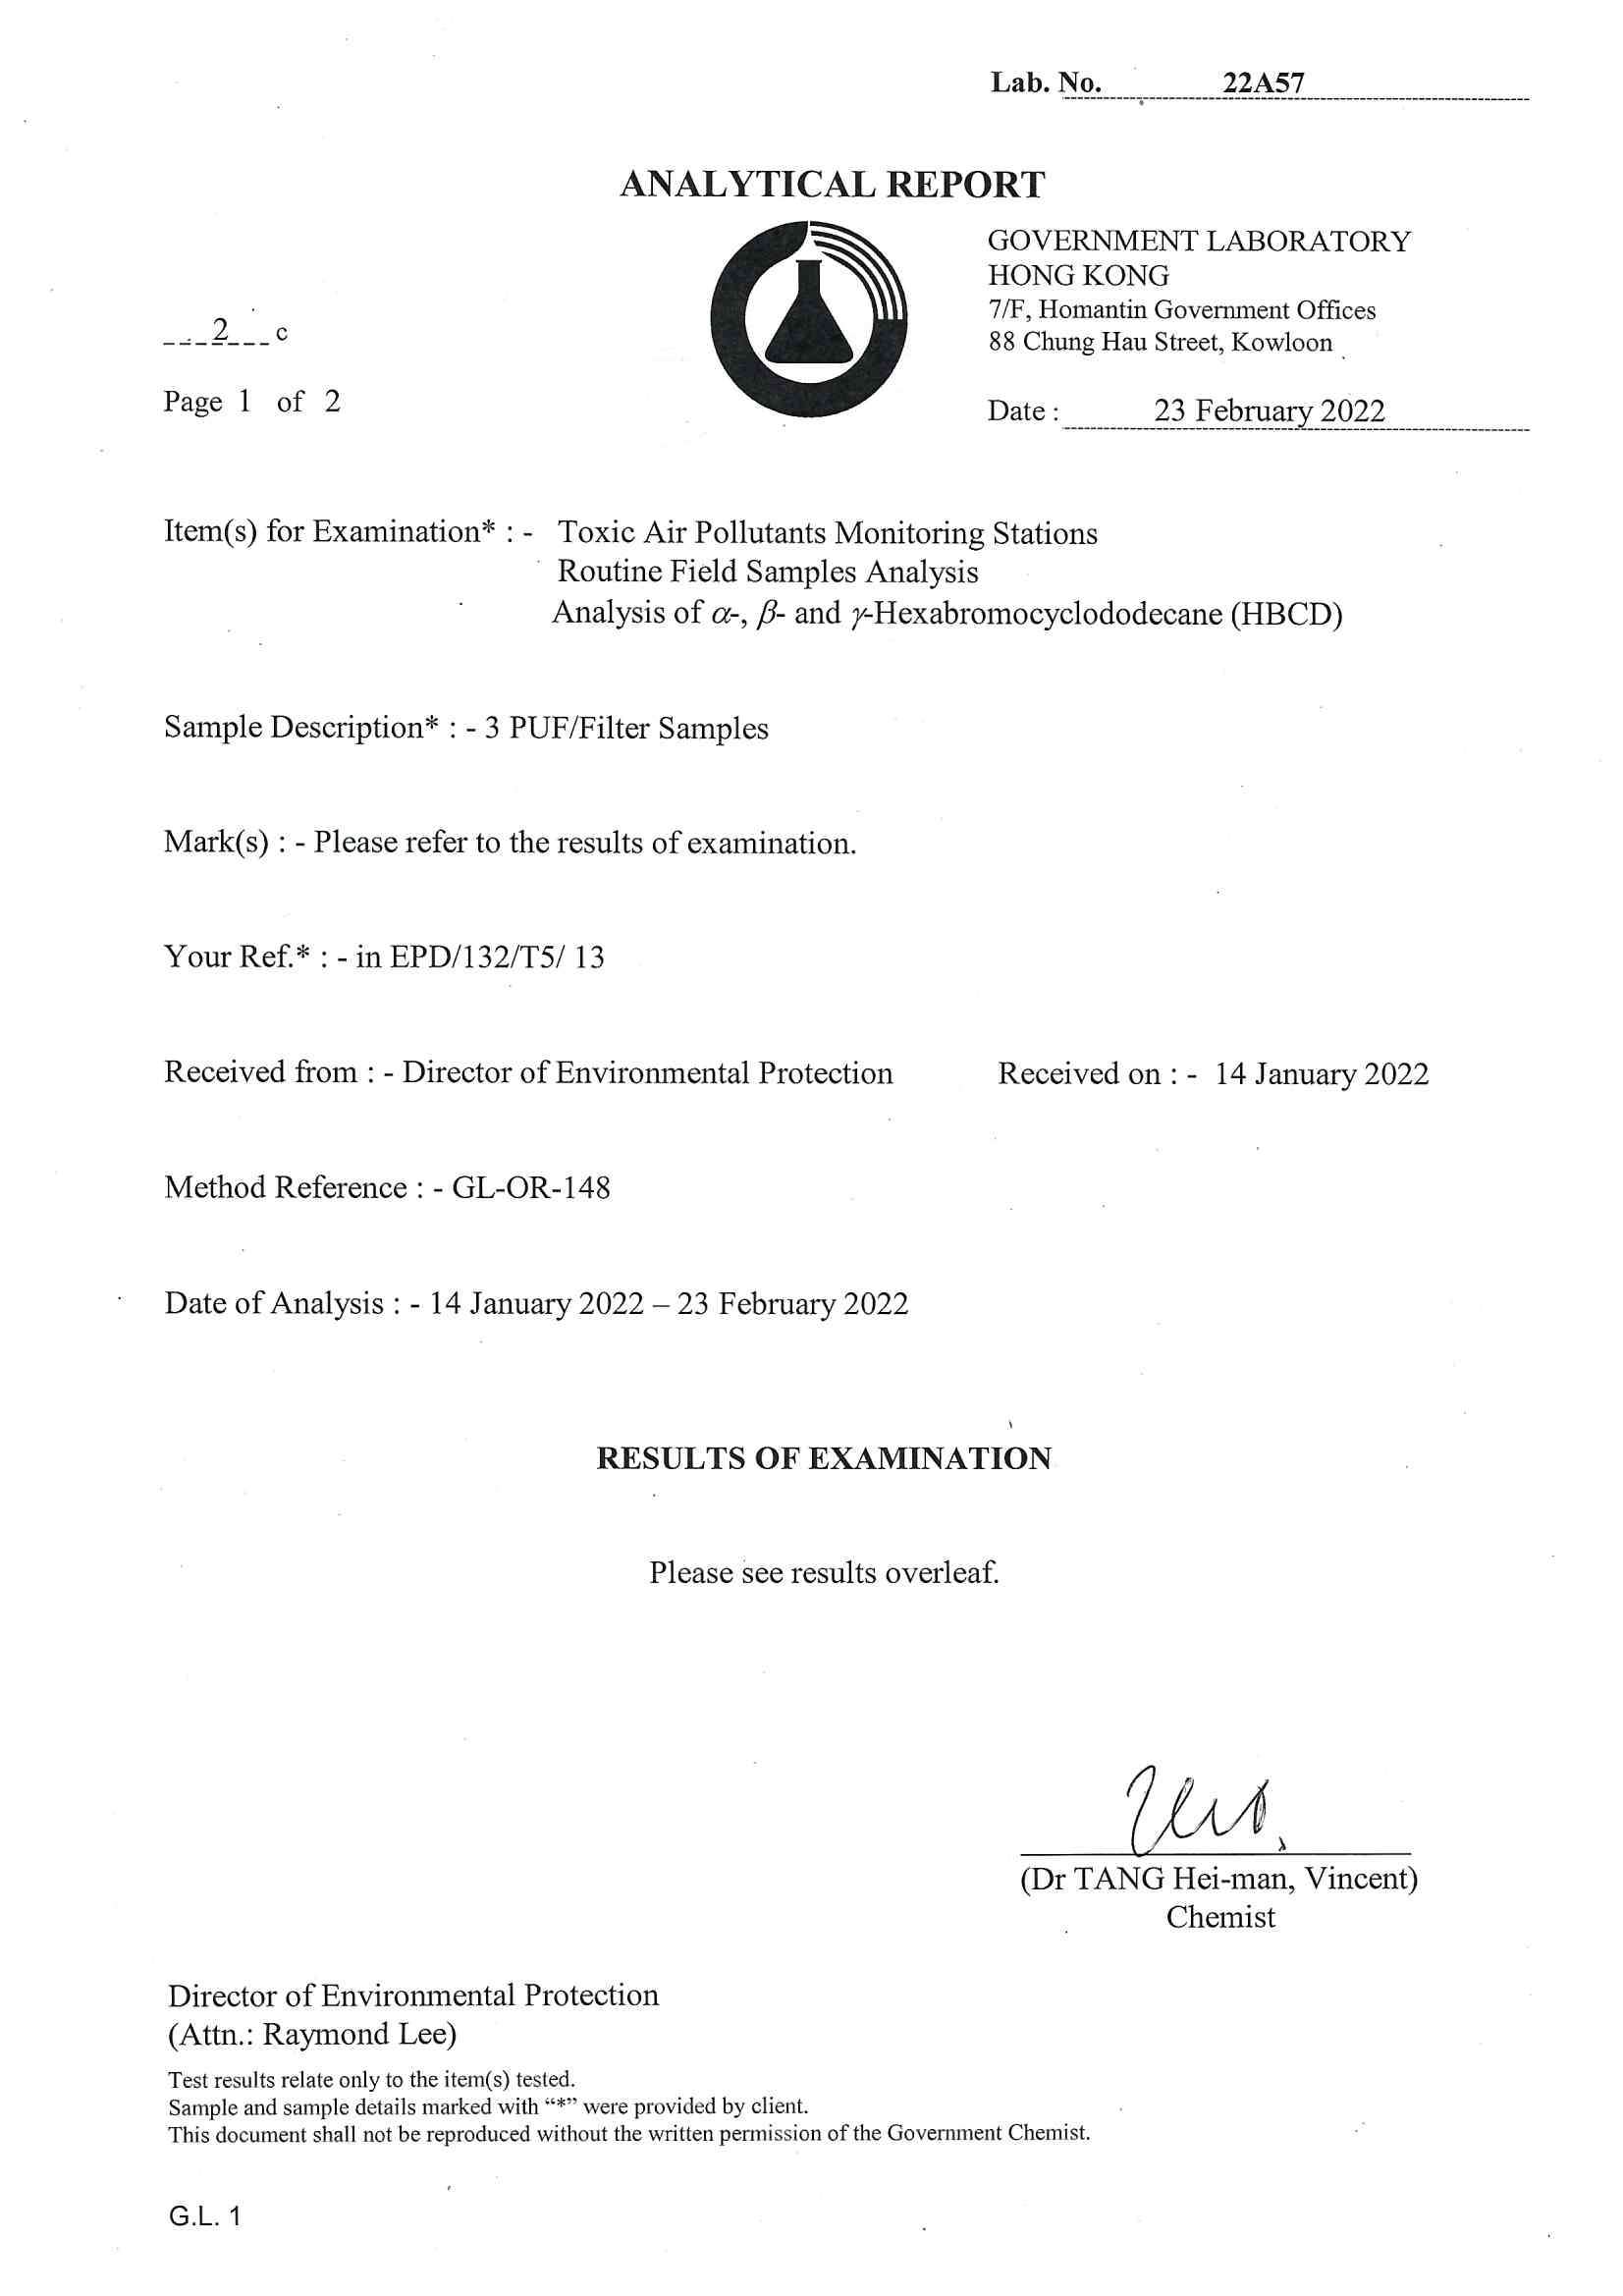 Lab. No. 22A57
ANALYTICAL REPORT
GOVERNMENT LABORATORY
HONG KONG
7/F, Homantin Government Offices
88 Chung Hau Street, Kowloon
2 c
Page 1 of 2
Date : 23 February 2022
Item(s) for Examination* : - Toxic Air Pollutants Monitoring Stations
Routine Field Samples Analysis
Analysis of α-, β- and γ-Hexabromocyclododecane (HBCD)
Sample Description* : - 3 PUF/Filter Samples
Mark(s) : - Please refer to the results of examination.
Your Ref.* : - in EPD/132/T5/ 13
Received from : - Director of Environmental Protection Received on : - 14 January 2022
Method Reference : - GL-OR-148
Date of Analysis : - 14 January 2022 – 23 February 2022
RESULTS OF EXAMINATION
Please see results overleaf.
(Dr TANG Hei-man, Vincent)
Chemist
Director of Environmental Protection
(Attn.: Raymond Lee)
Test results relate only to the item(s) tested.
Sample and sample details marked with “*” were provided by client.
This document shall not be reproduced without the written permission of the Government Chemist.
G.L. 1